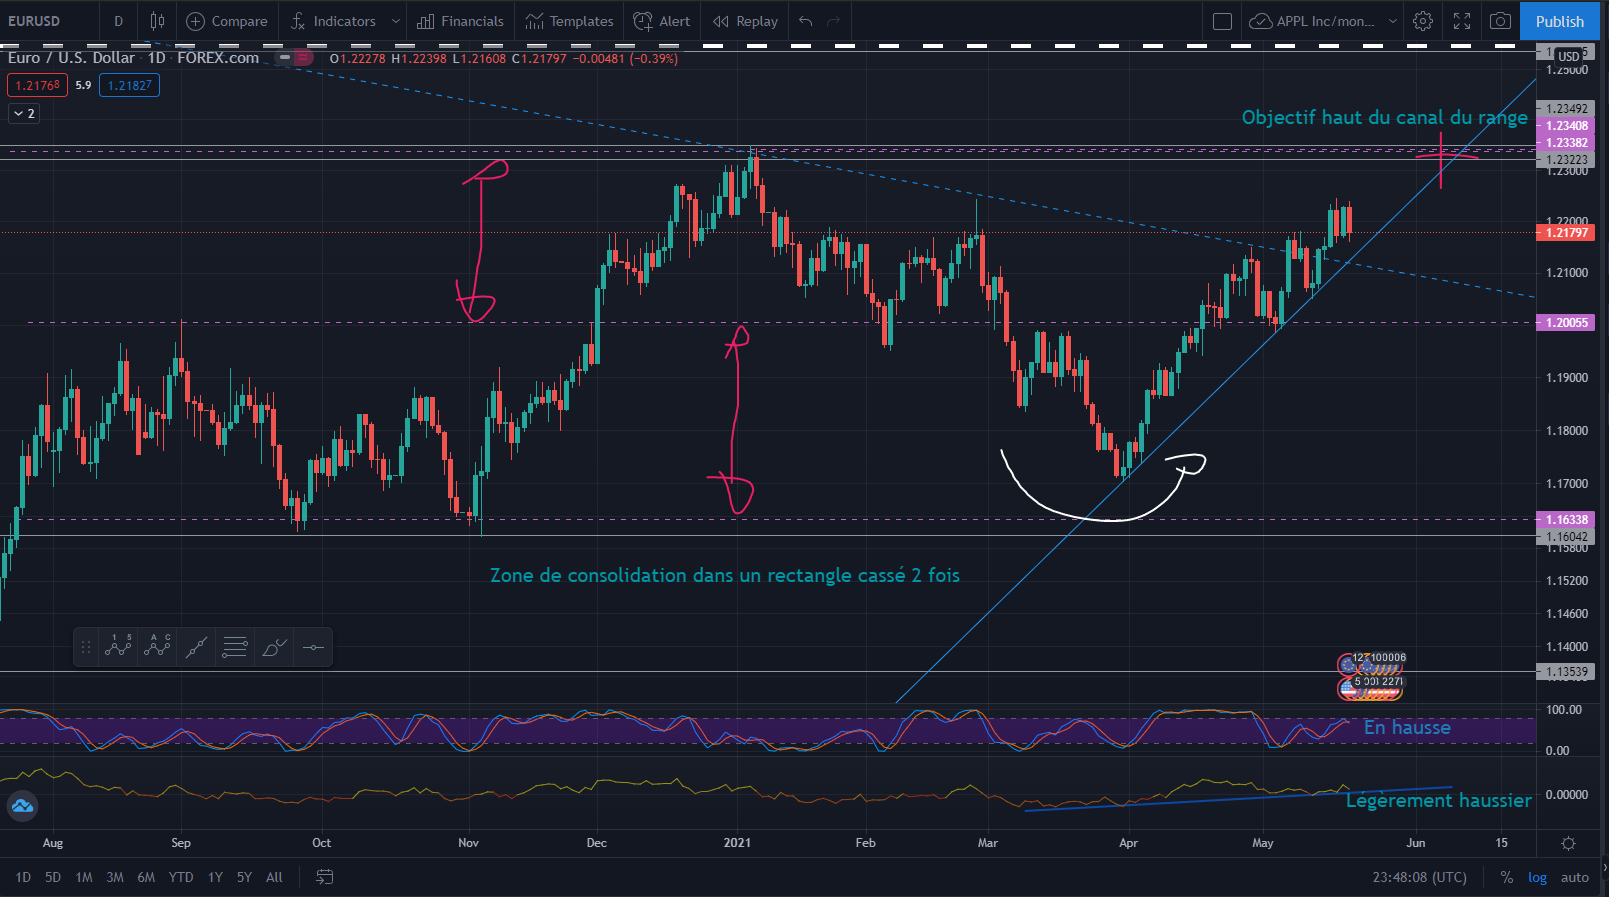 EURUSD D Compare Indicators Financials Templates Alert Replay APPL Inc/mon... Publish
Euro / U.S. Dollar · 1D · FOREX.com O1.22278 H1.22398 L1.21608 C1.21797 −0.00481 (−0.39%)
1.21768 5.9 1.21827
2
USD
1.25000
Objectif haut du canal du range
1.23492
1.23408
1.23382
1.23223
1.23000
1.22000
1.21797
1.21000
1.20055
1.19000
1.18000
1.17000
1.16338
1.16042
1.15800
Zone de consolidation dans un rectangle cassé 2 fois
1.15200
1.14600
1.14000
1.13539
100.00
En hausse
0.00
0.00000
Légèrement haussier
Aug Sep Oct Nov Dec 2021 Feb Mar Apr May Jun 15
1D 5D 1M 3M 6M YTD 1Y 5Y All 23:48:08 (UTC) % log auto